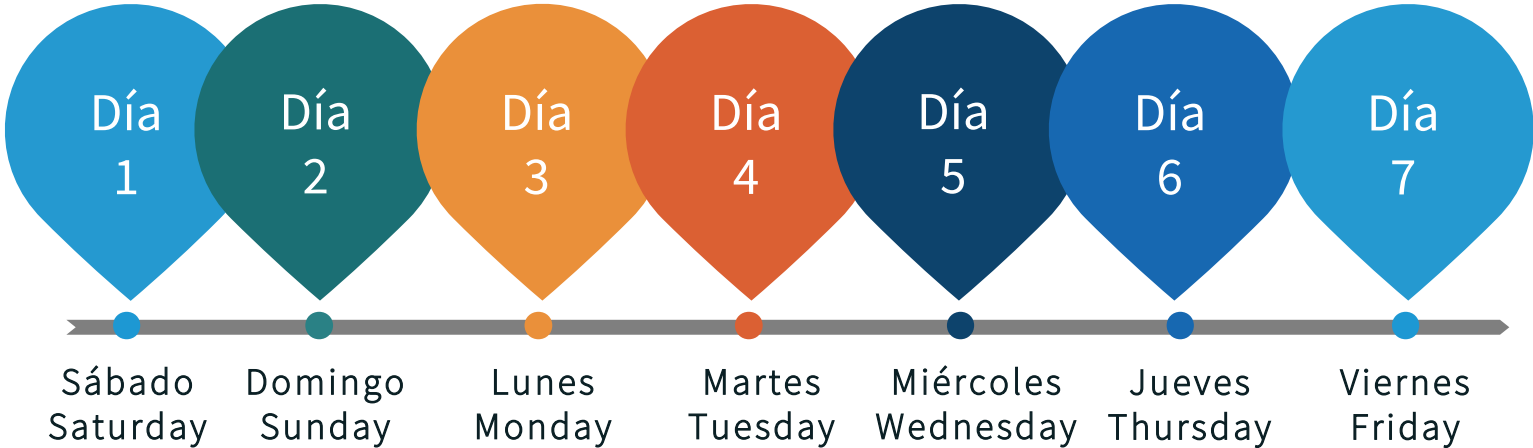 Día
1
Día
2
Día
3
Día
4
Día
5
Día
6
Día
7
Sábado
Saturday
Domingo
Sunday
Lunes
Monday
Martes
Tuesday
Miércoles
Wednesday
Jueves
Thursday
Viernes
Friday